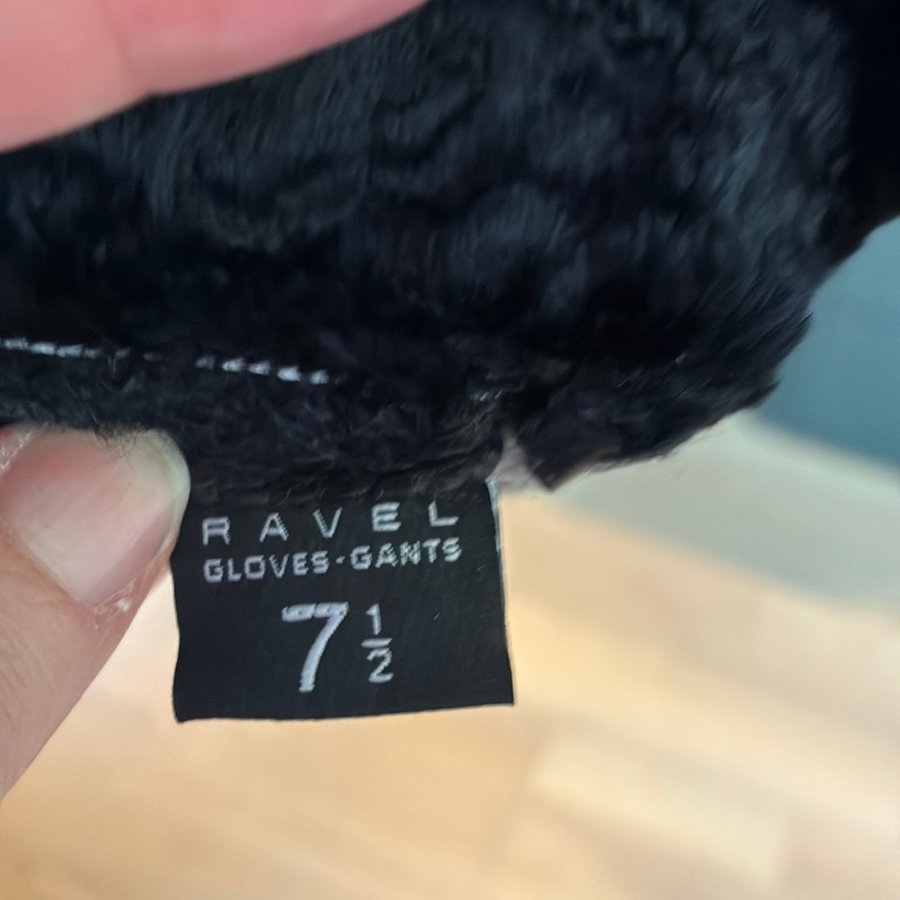 RAVEL
GLOVES-GANTS
7 1/2